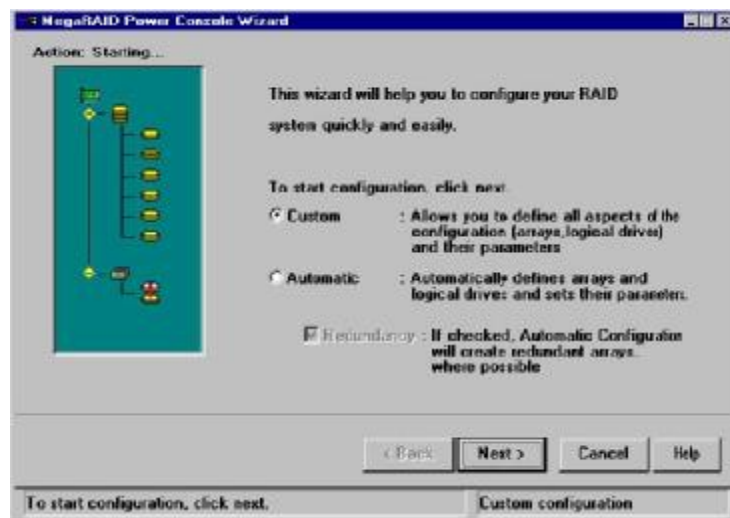 MegaRAID Power Console Wizard
Action: Starting...
This wizard will help you to configure your RAID
system quickly and easily.
To start configuration, click next.
Custom : Allows you to define all aspects of the
configuration (arrays,logical drives)
and their parameters
Automatic : Automatically defines arrays and
logical drives and sets their parameters.
Redundancy : If checked, Automatic Configuration
will create redundant arrays,
where possible
< Back Next > Cancel Help
To start configuration, click next. Custom configuration